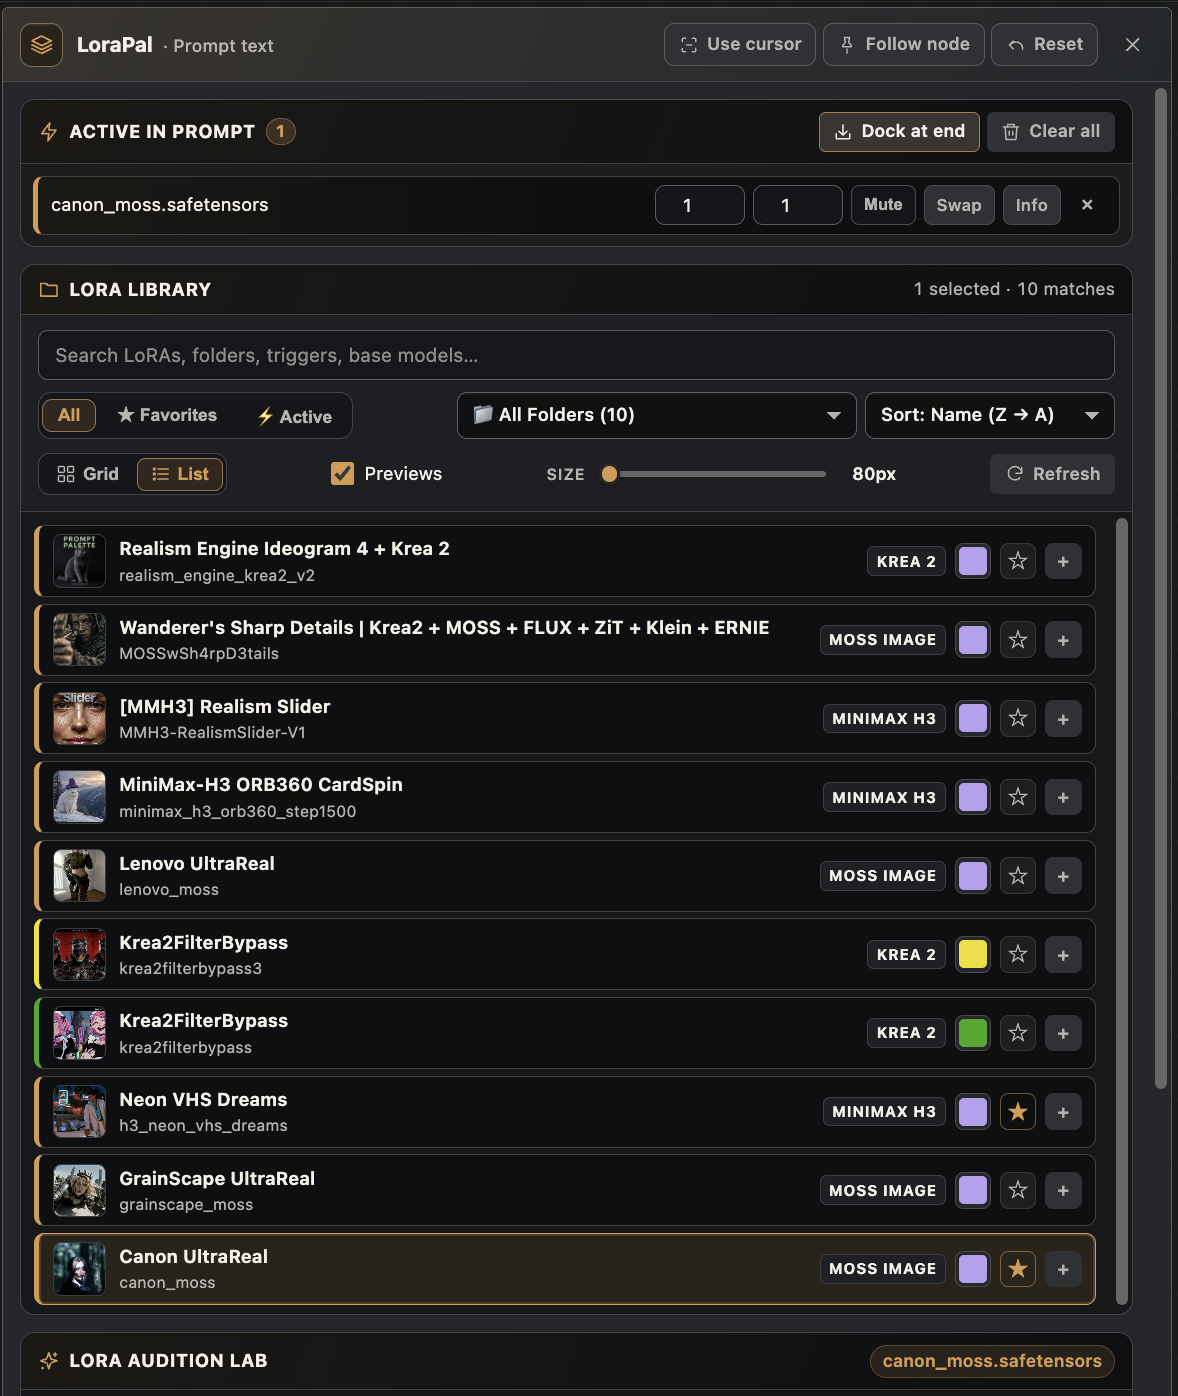 LoraPal · Prompt text
Use cursor
Follow node
Reset
ACTIVE IN PROMPT 1
Dock at end
Clear all
canon_moss.safetensors
1
1
Mute
Swap
Info
×
LORA LIBRARY
1 selected · 10 matches
Search LoRAs, folders, triggers, base models...
All
★ Favorites
⚡ Active
📁 All Folders (10)
Sort: Name (Z → A)
Grid
List
Previews
SIZE
80px
Refresh
PROMPT
PALETTE
Realism Engine Ideogram 4 + Krea 2
realism_engine_krea2_v2
KREA 2
Wanderer's Sharp Details | Krea2 + MOSS + FLUX + ZiT + Klein + ERNIE
MOSSwSh4rpD3tails
MOSS IMAGE
Slider
[MMH3] Realism Slider
MMH3-RealismSlider-V1
MINIMAX H3
MiniMax-H3 ORB360 CardSpin
minimax_h3_orb360_step1500
MINIMAX H3
Lenovo UltraReal
lenovo_moss
MOSS IMAGE
Krea2FilterBypass
krea2filterbypass3
KREA 2
Krea2FilterBypass
krea2filterbypass
KREA 2
Neon VHS Dreams
h3_neon_vhs_dreams
MINIMAX H3
GrainScape UltraReal
grainscape_moss
MOSS IMAGE
Canon UltraReal
canon_moss
MOSS IMAGE
LORA AUDITION LAB
canon_moss.safetensors